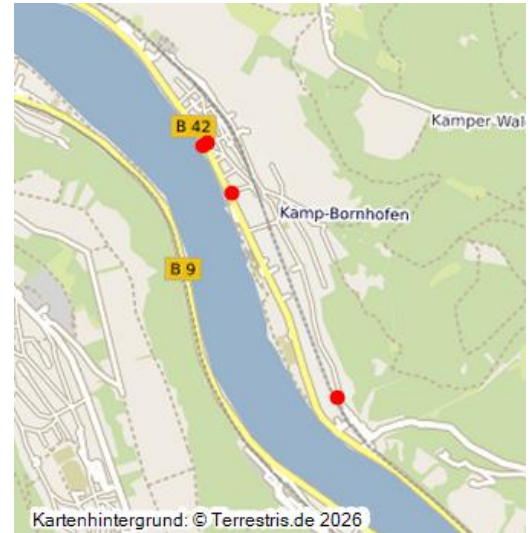 B 42
Kamper Wal
Kamp-Bornhofen
B 9
Kartenhintergrund: © Terrestris.de 2026